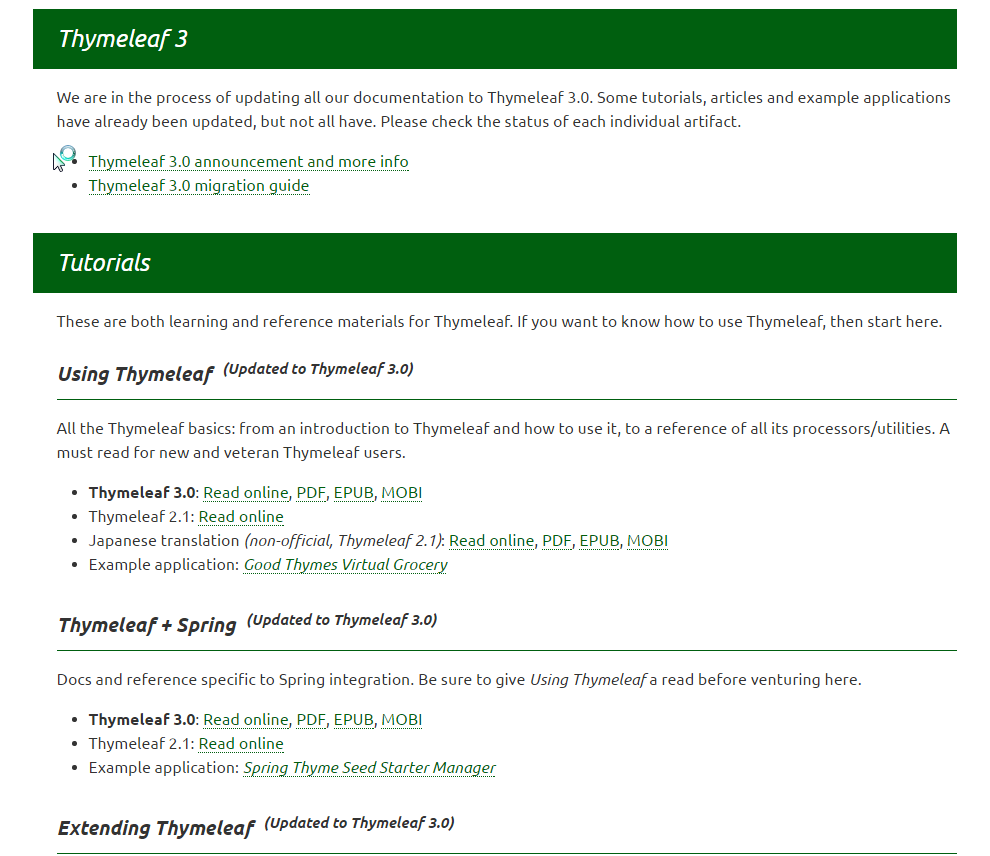 Thymeleaf 3
We are in the process of updating all our documentation to Thymeleaf 3.0. Some tutorials, articles and example applications
have already been updated, but not all have. Please check the status of each individual artifact.
Thymeleaf 3.0 announcement and more info
Thymeleaf 3.0 migration guide
Tutorials
These are both learning and reference materials for Thymeleaf. If you want to know how to use Thymeleaf, then start here.
Using Thymeleaf (Updated to Thymeleaf 3.0)
All the Thymeleaf basics: from an introduction to Thymeleaf and how to use it, to a reference of all its processors/utilities. A
must read for new and veteran Thymeleaf users.
Thymeleaf 3.0: Read online, PDF, EPUB, MOBI
Thymeleaf 2.1: Read online
Japanese translation (non-official, Thymeleaf 2.1): Read online, PDF, EPUB, MOBI
Example application: Good Thymes Virtual Grocery
Thymeleaf + Spring (Updated to Thymeleaf 3.0)
Docs and reference specific to Spring integration. Be sure to give Using Thymeleaf a read before venturing here.
Thymeleaf 3.0: Read online, PDF, EPUB, MOBI
Thymeleaf 2.1: Read online
Example application: Spring Thyme Seed Starter Manager
Extending Thymeleaf (Updated to Thymeleaf 3.0)